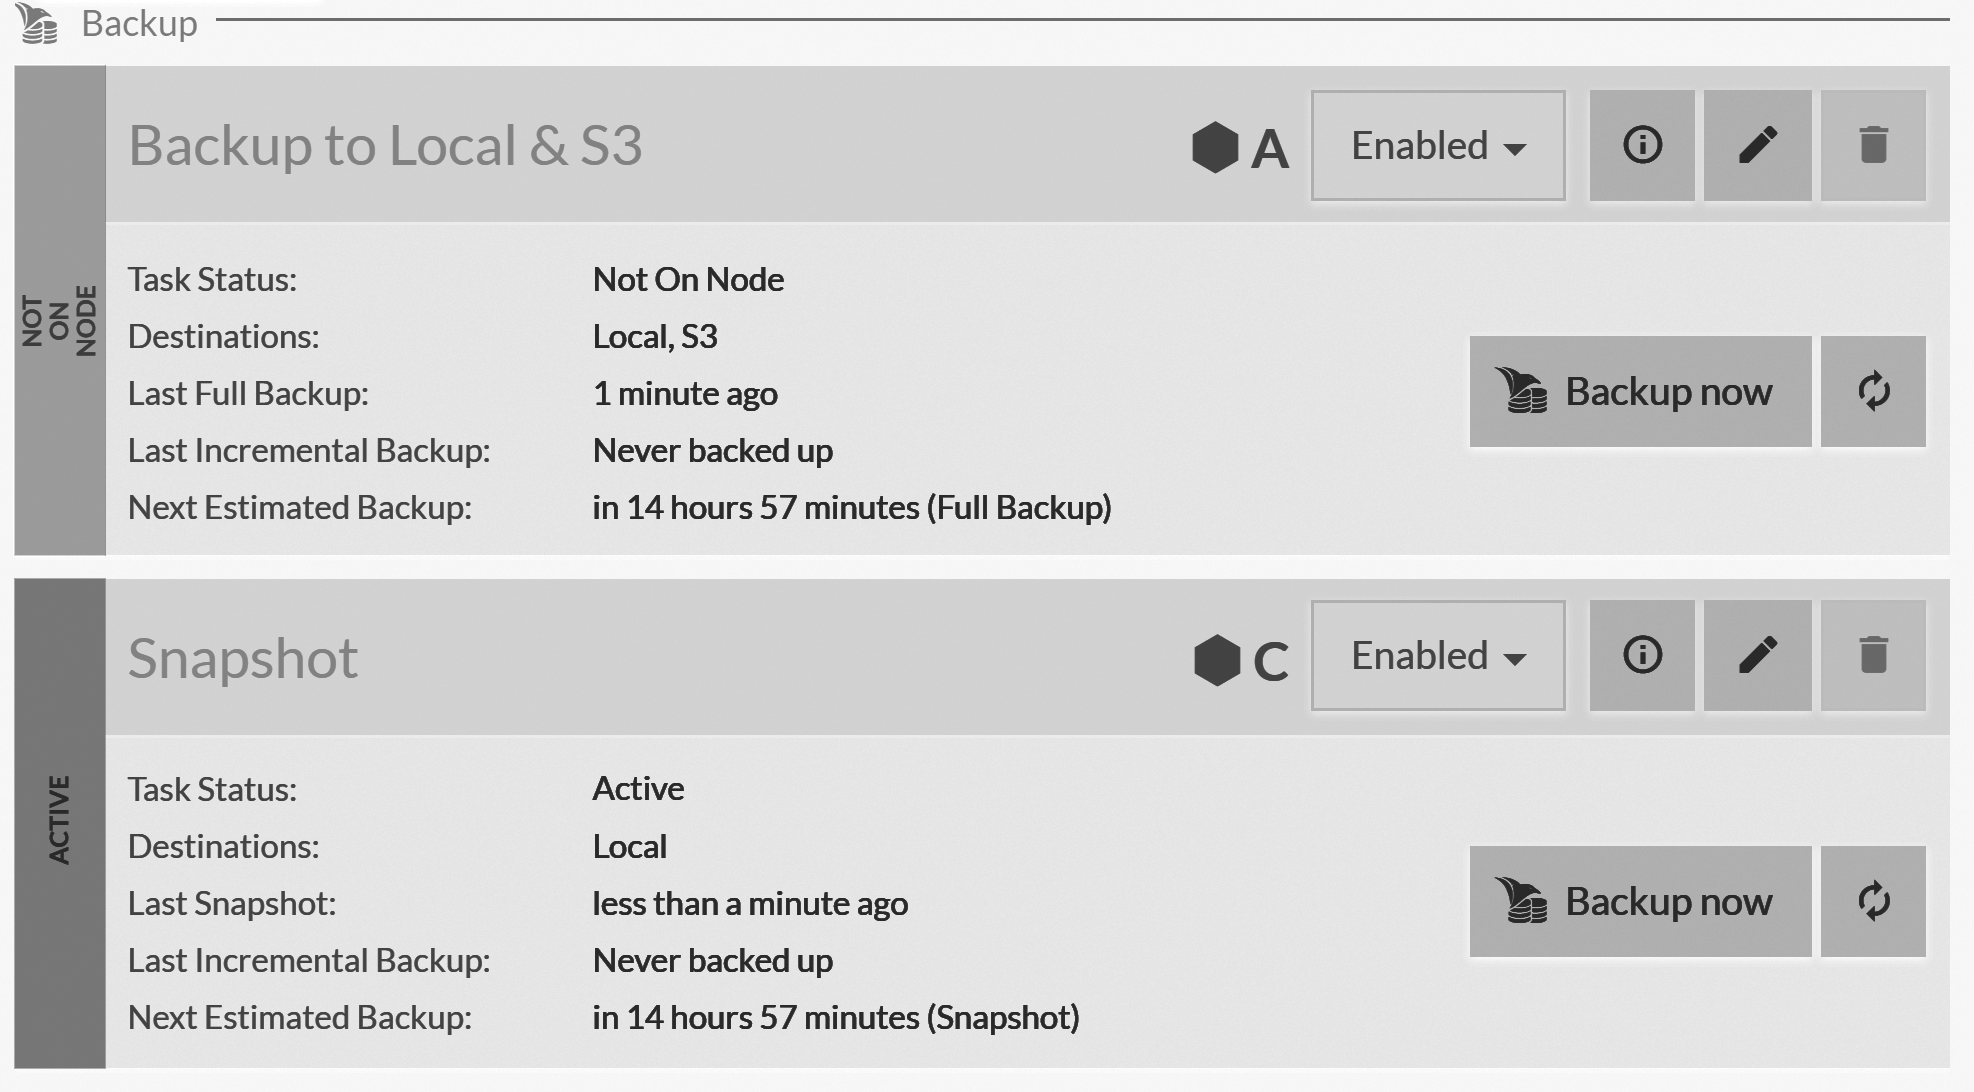 Backup
NOT
ON
NODE
Backup to Local & S3
A
Enabled
Task Status: Not On Node
Destinations: Local, S3
Last Full Backup: 1 minute ago
Last Incremental Backup: Never backed up
Next Estimated Backup: in 14 hours 57 minutes (Full Backup)
Backup now
ACTIVE
Snapshot
C
Enabled
Task Status: Active
Destinations: Local
Last Snapshot: less than a minute ago
Last Incremental Backup: Never backed up
Next Estimated Backup: in 14 hours 57 minutes (Snapshot)
Backup now